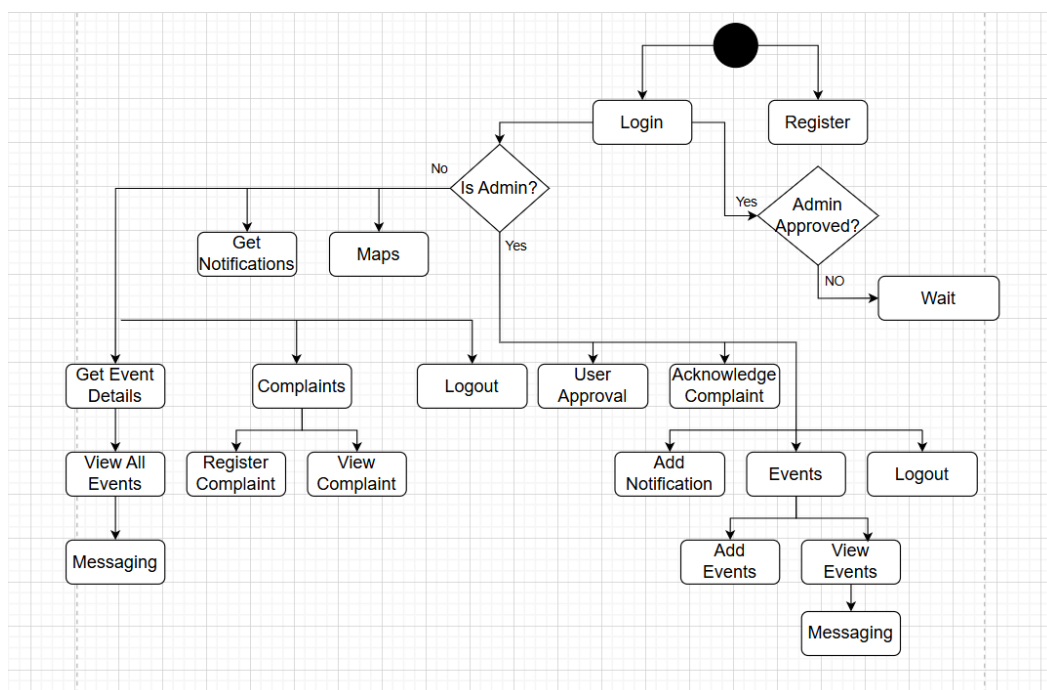 Login
Register
No
Is Admin?
Yes
Admin
Approved?
Get
Notifications
Maps
Yes
NO
Wait
Get Event
Details
Complaints
Logout
User
Approval
Acknowledge
Complaint
View All
Events
Register
Complaint
View
Complaint
Add
Notification
Events
Logout
Messaging
Add
Events
View
Events
Messaging